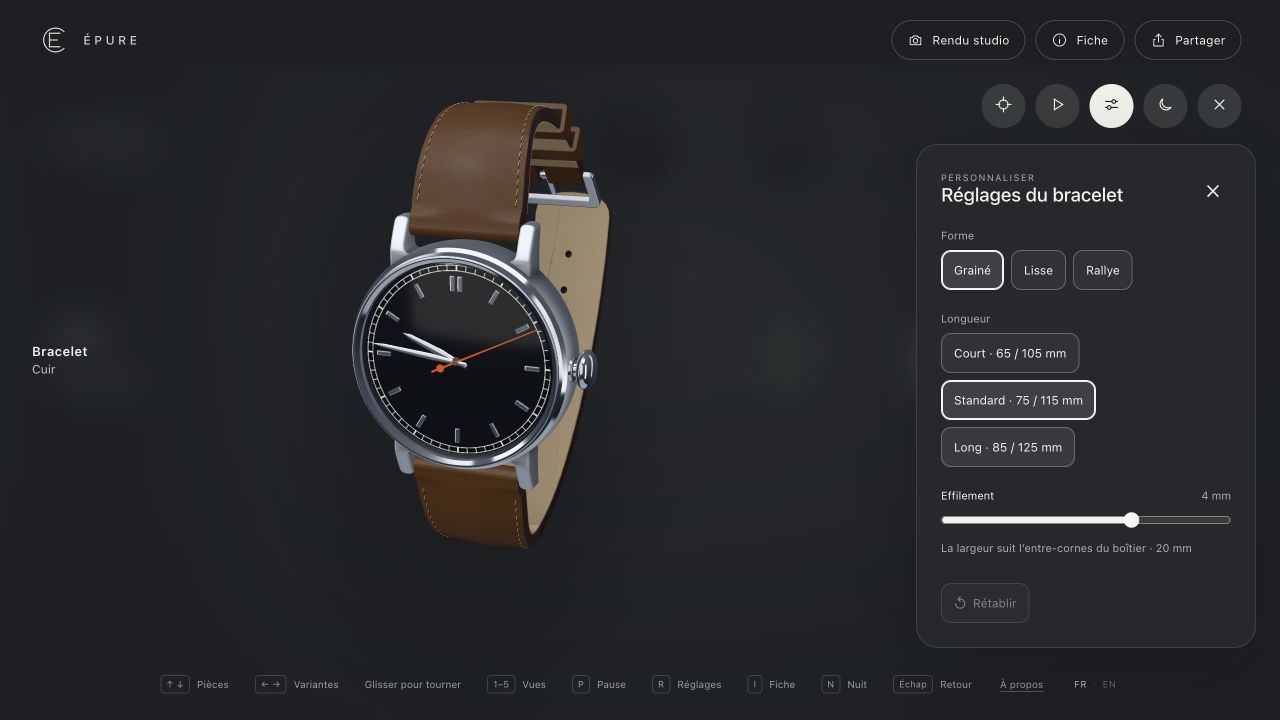 ÉPURE
Rendu studio
Fiche
Partager
PERSONNALISER
Réglages du bracelet
Forme
Grainé
Lisse
Rallye
Longueur
Court · 65 / 105 mm
Standard · 75 / 115 mm
Long · 85 / 125 mm
Effilement
4 mm
La largeur suit l'entre-cornes du boîtier · 20 mm
Rétablir
Bracelet
Cuir
↑ ↓ Pièces
← → Variantes
Glisser pour tourner
1–5 Vues
P Pause
R Réglages
I Fiche
N Nuit
Échap Retour
À propos
FR · EN